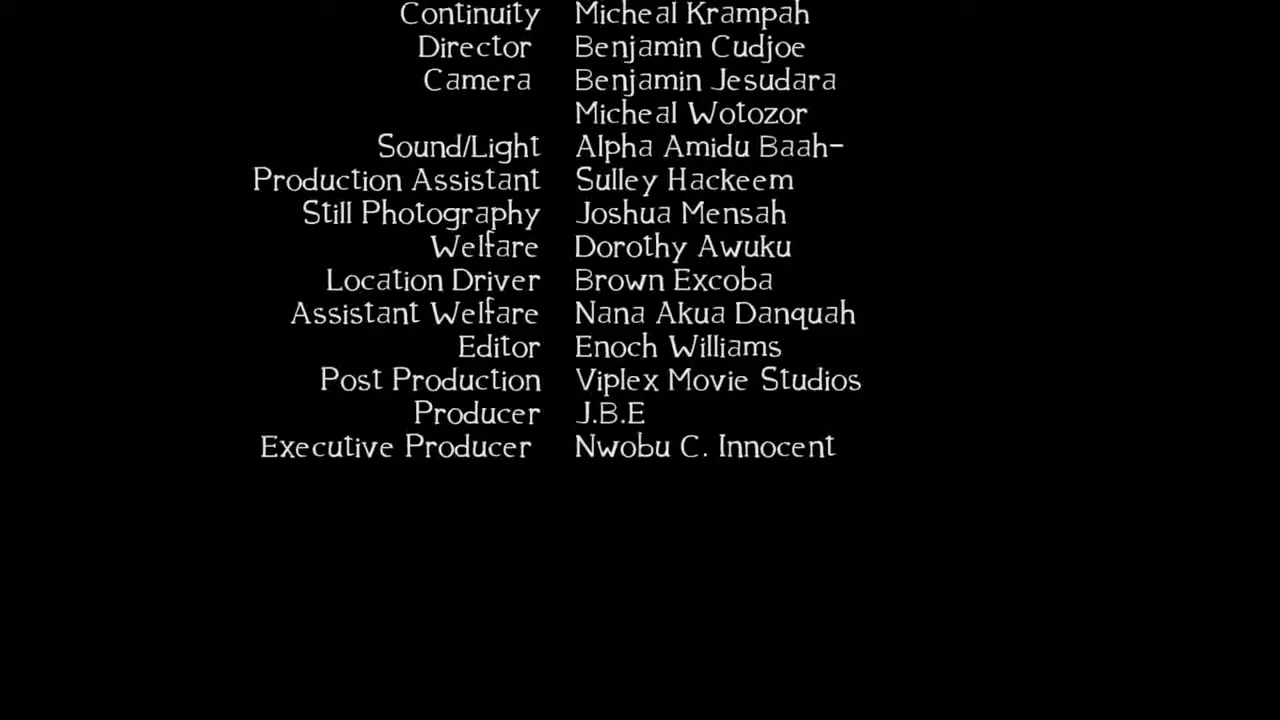 Continuity Micheal Krampah
Director Benjamin Cudjoe
Camera Benjamin Jesudara
Micheal Wotozor
Sound/Light Alpha Amidu Baah-
Production Assistant Sulley Hackeem
Still Photography Joshua Mensah
Welfare Dorothy Awuku
Location Driver Brown Excoba
Assistant Welfare Nana Akua Danquah
Editor Enoch Williams
Post Production Viplex Movie Studios
Producer J.B.E
Executive Producer Nwobu C. Innocent